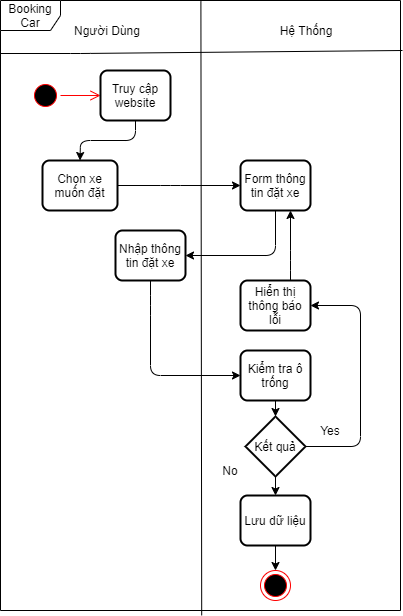 Booking
Car
Người Dùng
Hệ Thống
Truy cập
website
Chọn xe
muốn đặt
Form thông
tin đặt xe
Nhập thông
tin đặt xe
Hiển thị
thông báo
lỗi
Kiểm tra ô
trống
Kết quả
Yes
No
Lưu dữ liệu